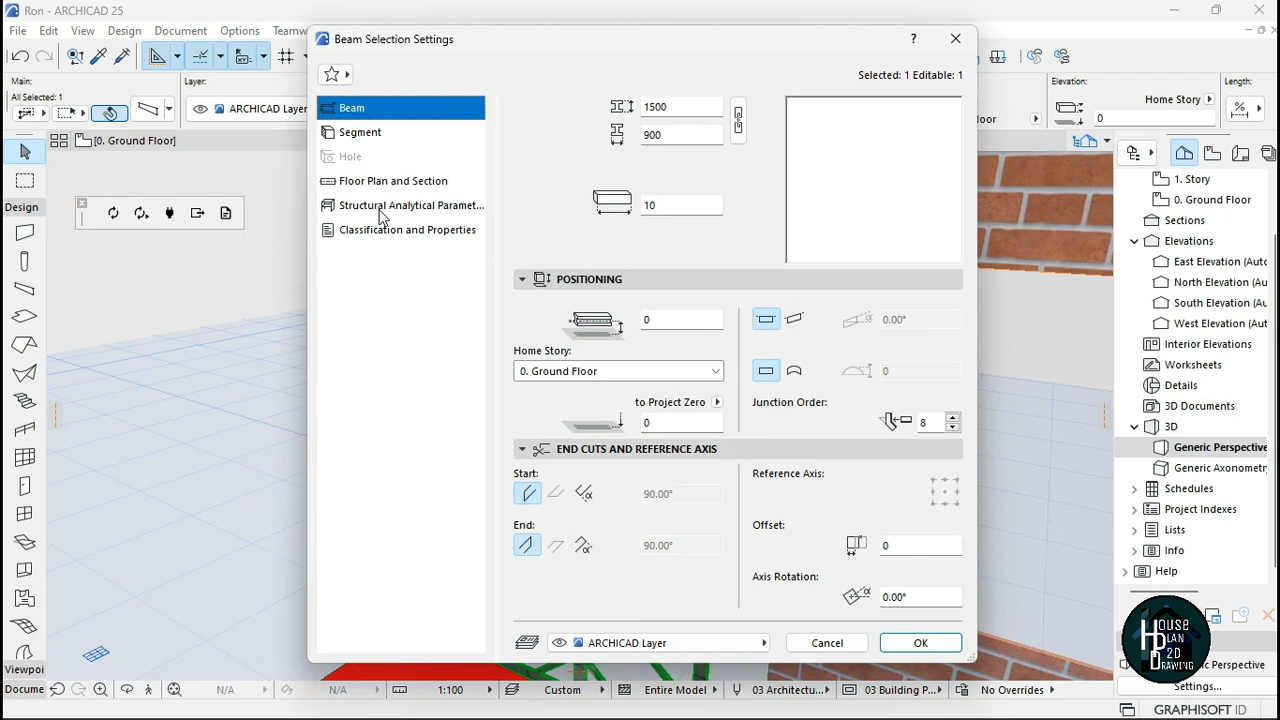 Ron - ARCHICAD 25
File Edit View Design Document Options Teamw
Main:
All Selected: 1
Layer:
ARCHICAD Layer
[0. Ground Floor]
Design
Viewpoi
Docume
Beam Selection Settings
?
Selected: 1 Editable: 1
Beam
Segment
Hole
Floor Plan and Section
Structural Analytical Paramet...
Classification and Properties
1500
900
10
POSITIONING
0
0.00°
Home Story:
0. Ground Floor
0
to Project Zero
0
Junction Order:
8
END CUTS AND REFERENCE AXIS
Start:
90.00°
End:
90.00°
Reference Axis:
Offset:
0
Axis Rotation:
0.00°
ARCHICAD Layer
Cancel
OK
Elevation:
Length:
Home Story
oor
0
1. Story
0. Ground Floor
Sections
Elevations
East Elevation (Auto
North Elevation (Au
South Elevation (Au
West Elevation (Aut
Interior Elevations
Worksheets
Details
3D Documents
3D
Generic Perspective
Generic Axonometr
Schedules
Project Indexes
Lists
Info
Help
HOUSE
PLAN
2D
DRAWING
c Perspective
Settings...
N/A
N/A
1:100
Custom
Entire Model
03 Architectu...
03 Building P...
No Overrides
GRAPHISOFT ID